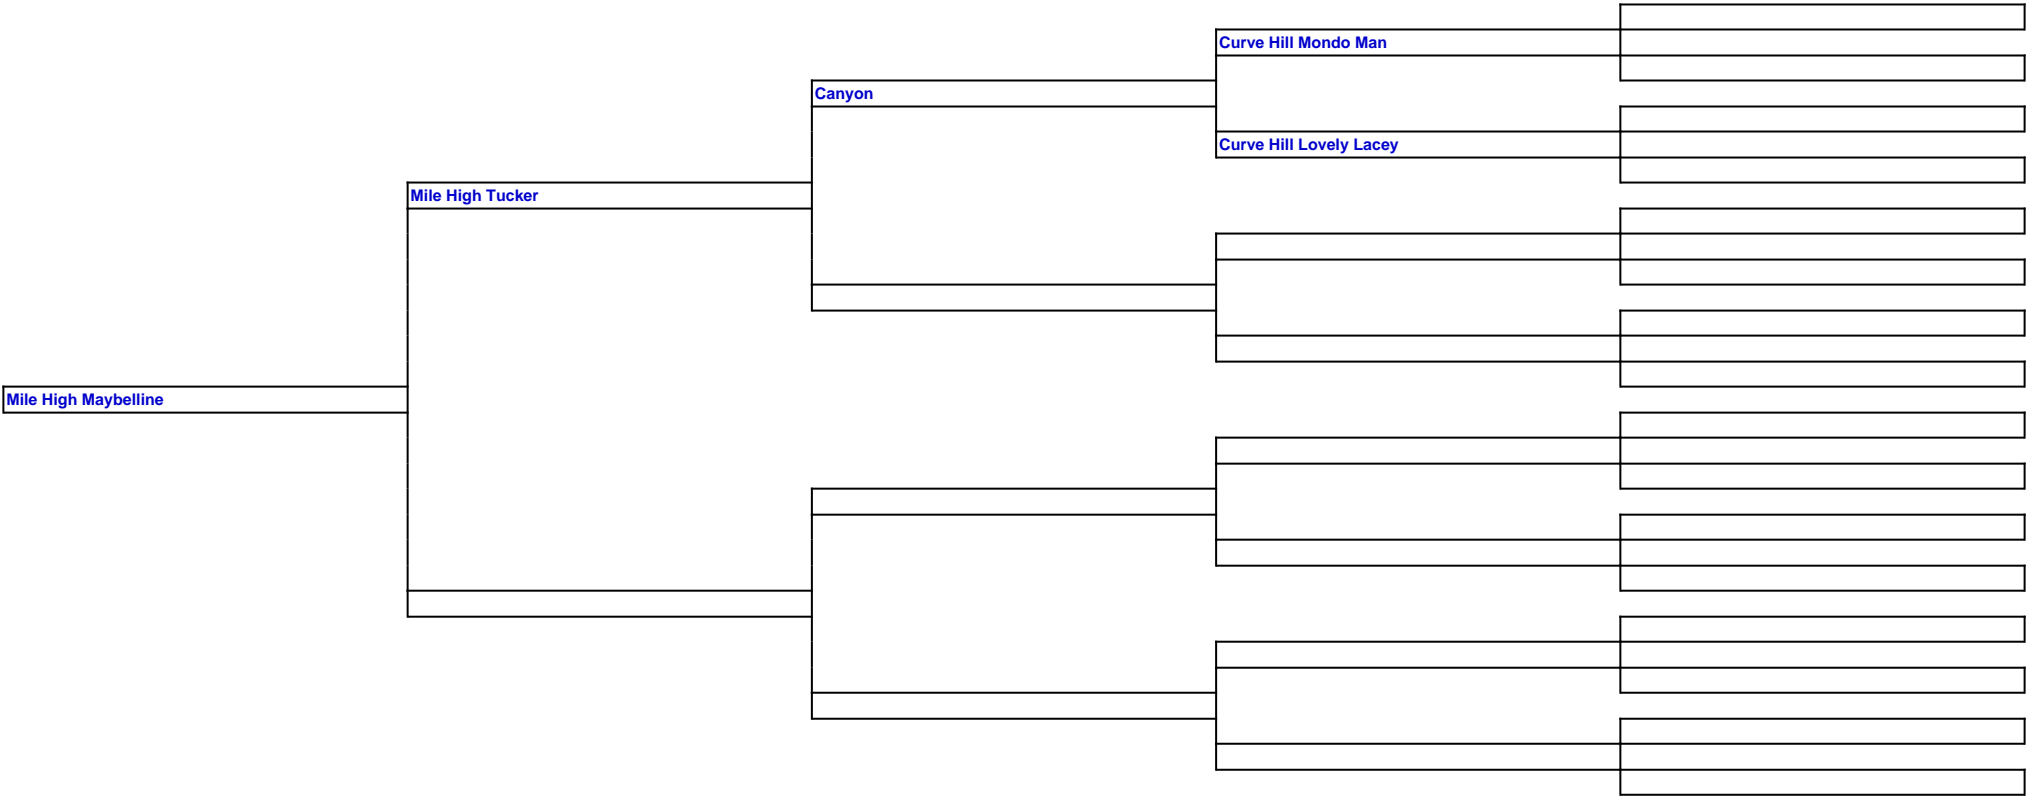 Curve Hill Mondo Man
Canyon
Curve Hill Lovely Lacey
Mile High Tucker
Mile High Maybelline